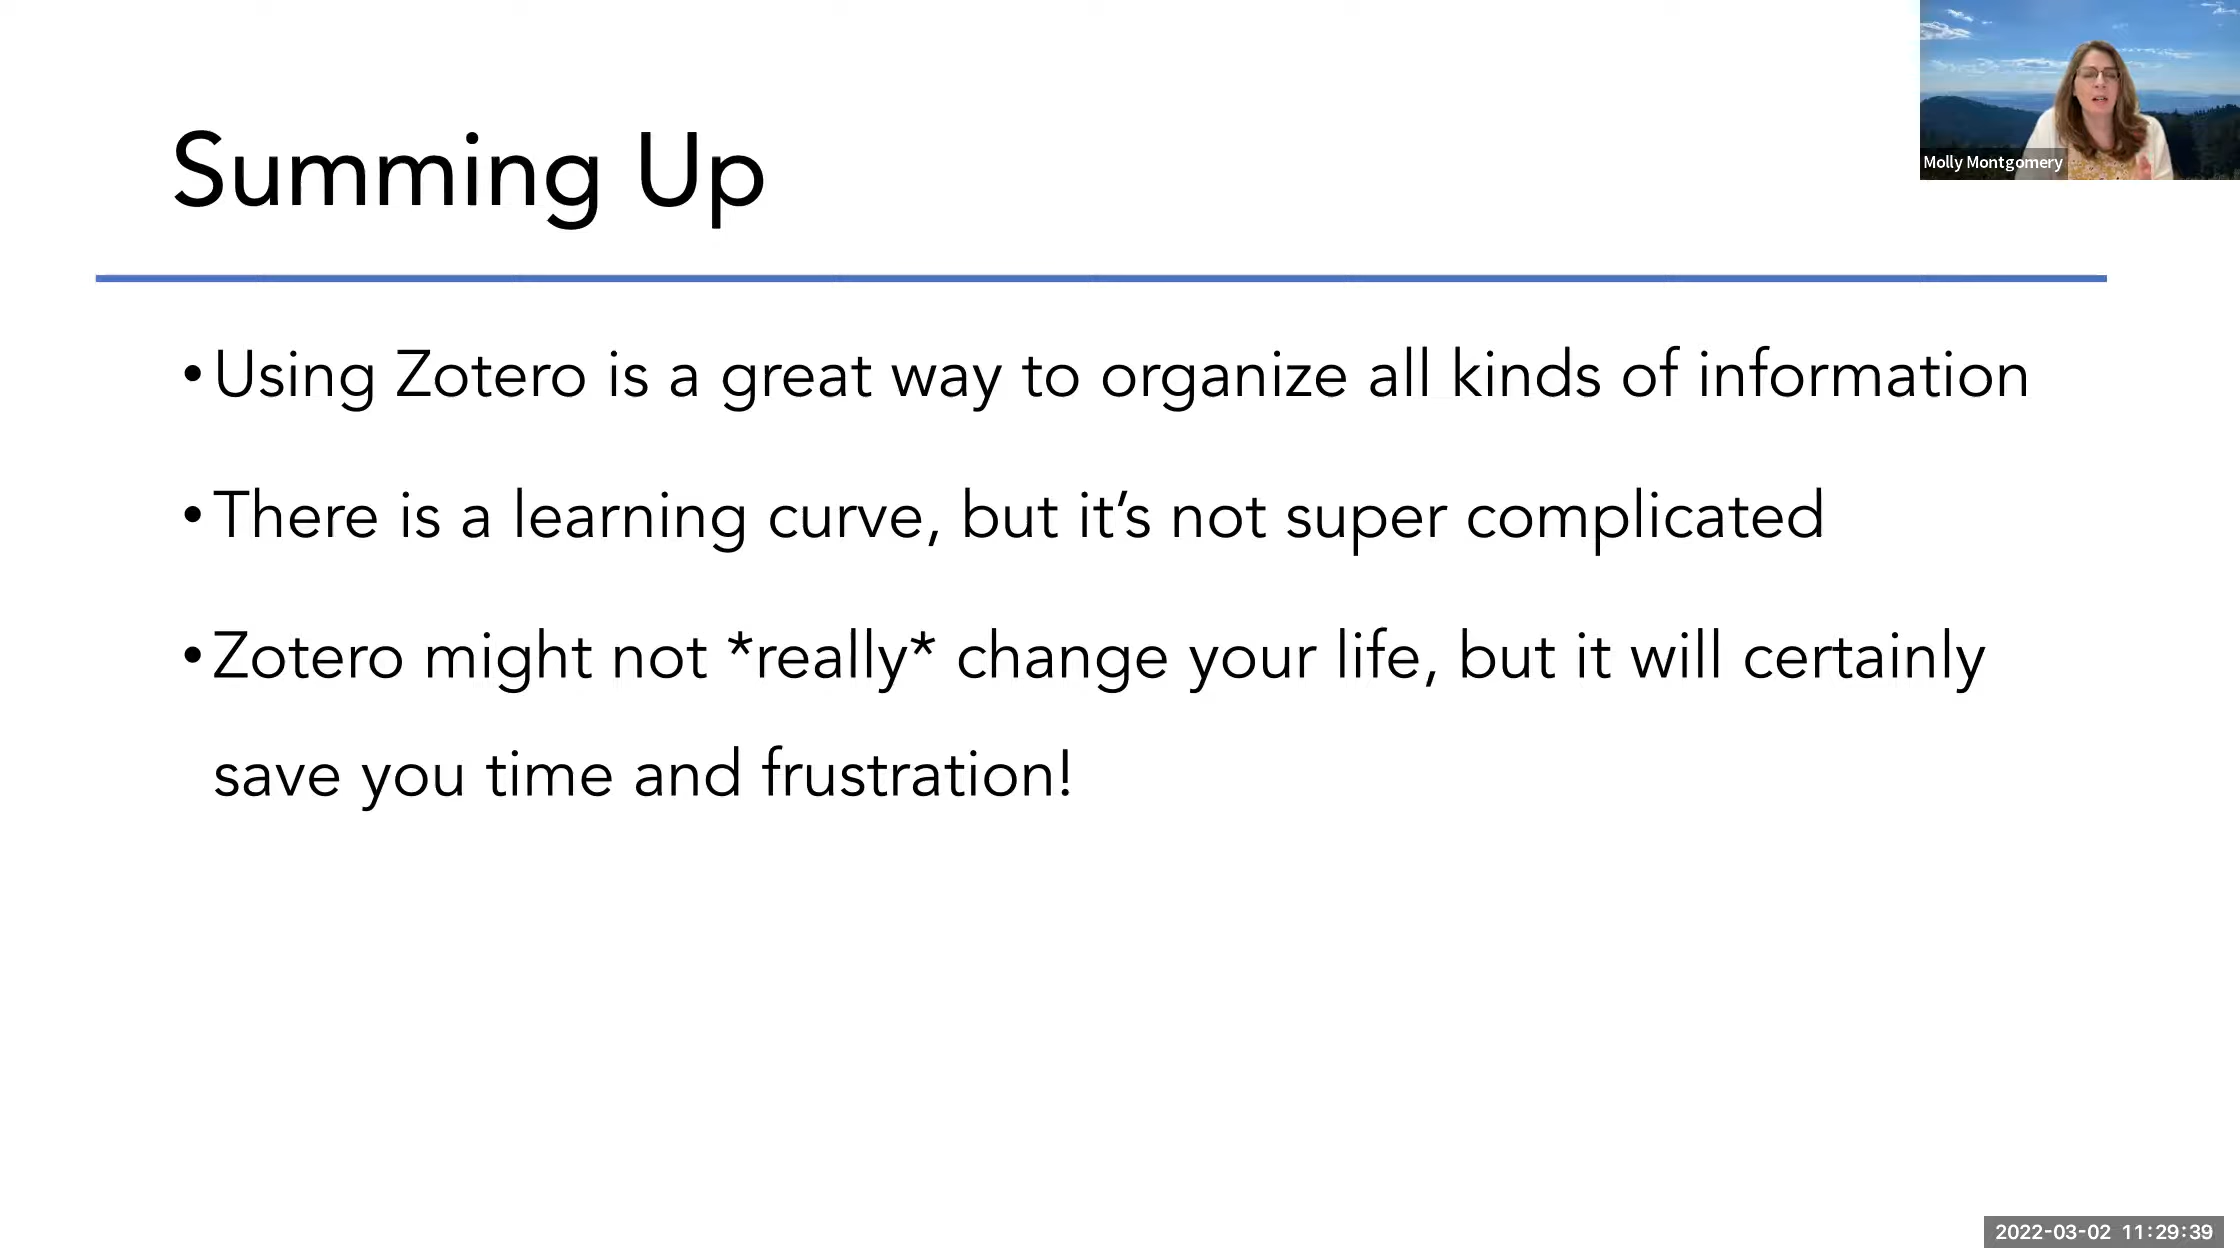 Summing Up
Molly Montgomery
•Using Zotero is a great way to organize all kinds of information
•There is a learning curve, but it’s not super complicated
•Zotero might not *really* change your life, but it will certainly
save you time and frustration!
2022-03-02 11:29:39